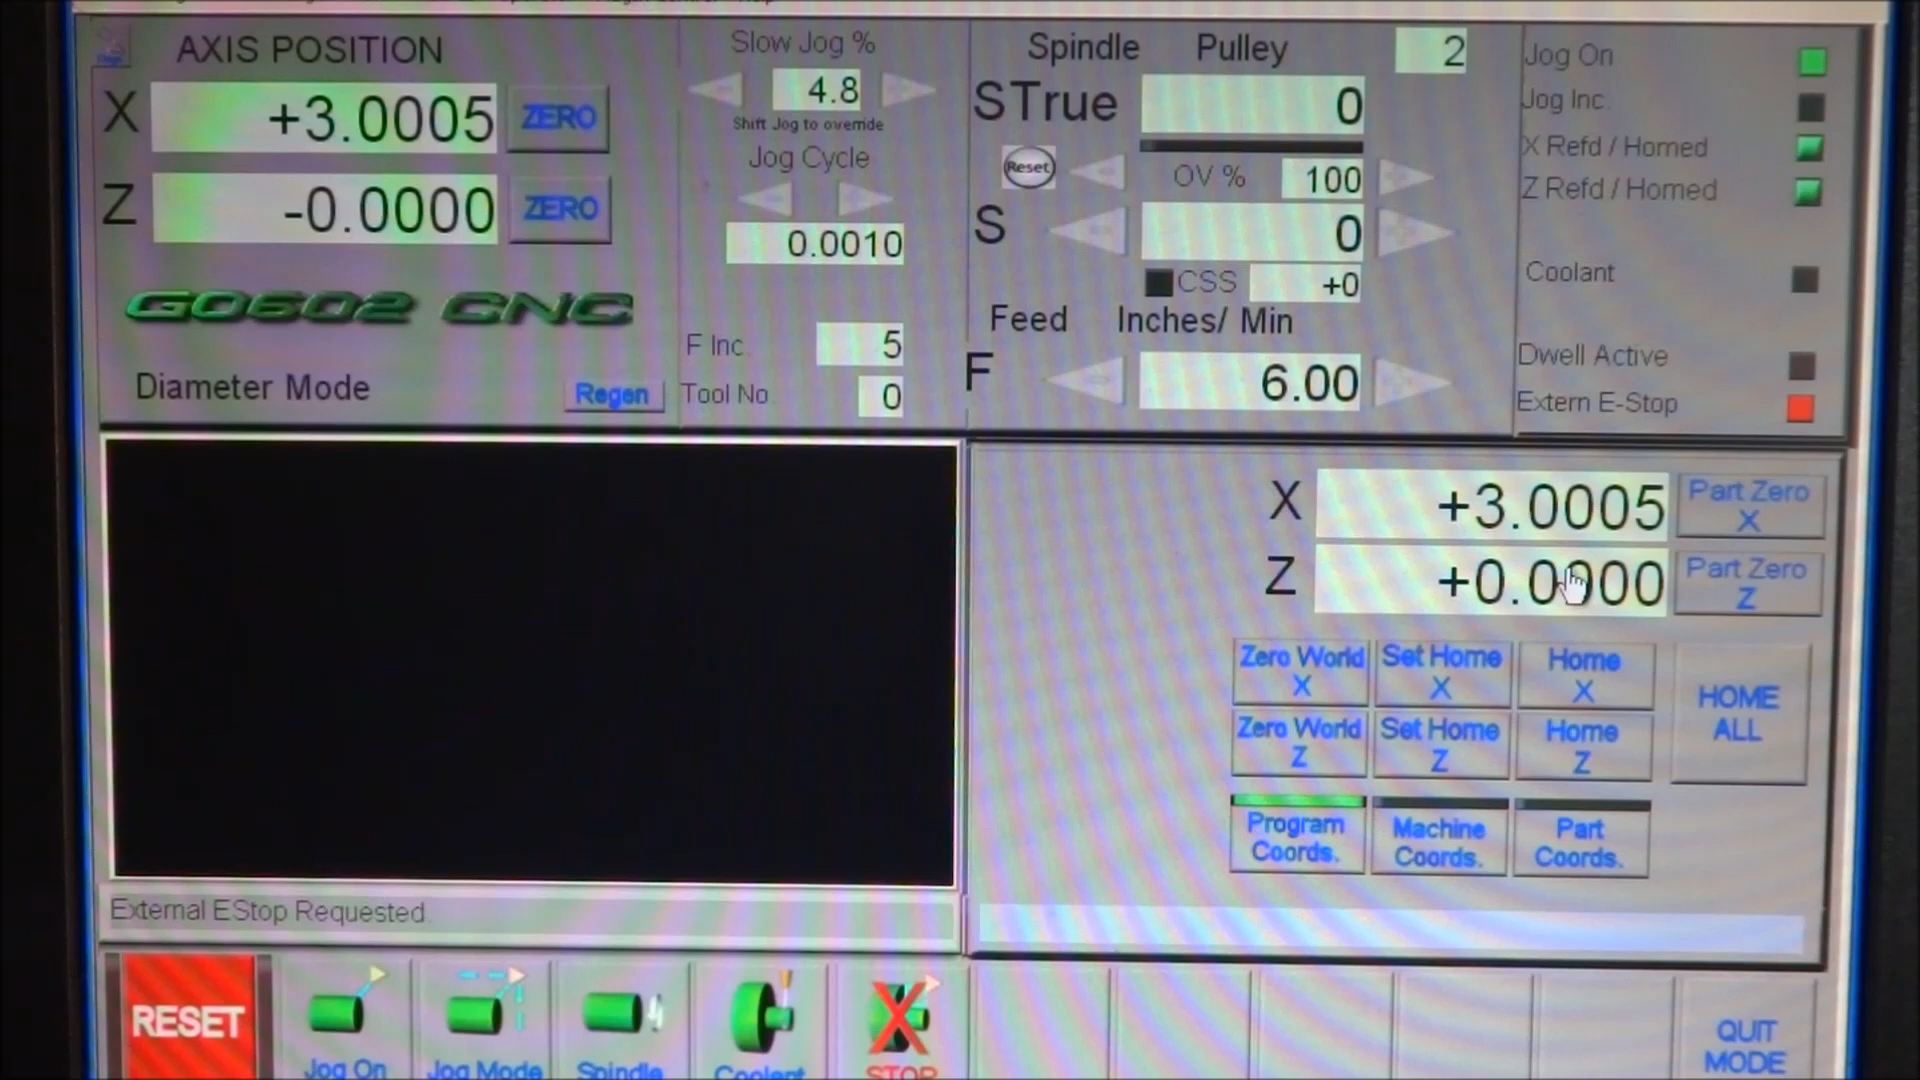 AXIS POSITION
X +3.0005 ZERO
Z -0.0000 ZERO
GO602 CNC
Diameter Mode Regen
Slow Jog %
4.8
Shift Jog to override
Jog Cycle
0.0010
F Inc. 5
Tool No 0
Spindle Pulley 2
STrue 0
Reset OV % 100
S 0
CSS +0
Feed Inches/ Min
F 6.00
Jog On
Jog Inc.
X Refd / Homed
Z Refd / Homed
Coolant
Dwell Active
Extern E-Stop
X +3.0005 Part Zero X
Z +0.0000 Part Zero Z
Zero World X
Set Home X
Home X
HOME ALL
Zero World Z
Set Home Z
Home Z
Program Coords.
Machine Coords.
Part Coords.
External EStop Requested.
RESET
Jog On
Jog Mode
Spindle
Coolant
STOP
QUIT MODE